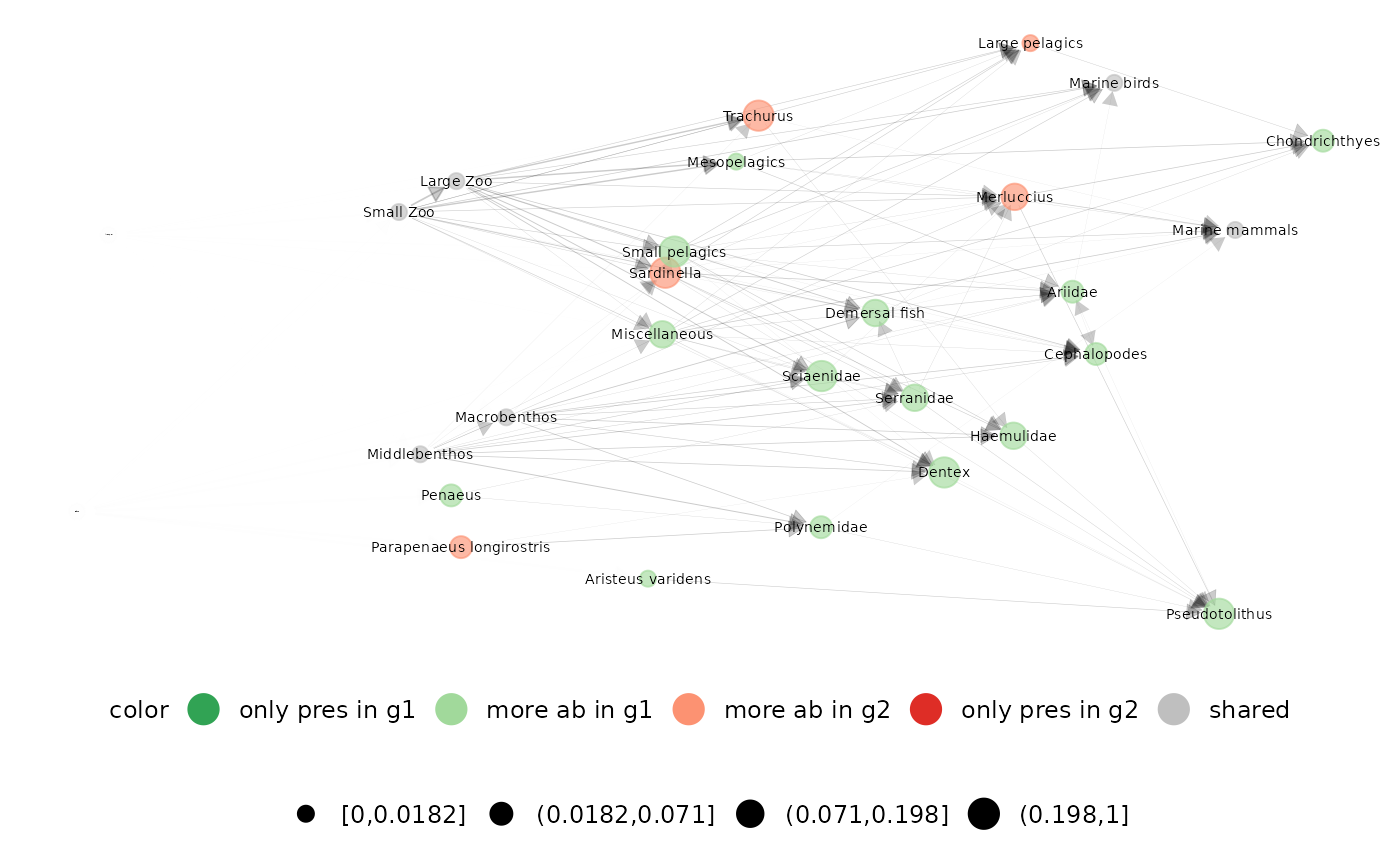 Large pelagics
Marine birds
Trachurus
Chondrichthyes
Mesopelagics
Large Zoo
Merluccius
Small Zoo
Marine mammals
Small pelagics
Sardinella
Ariidae
Demersal fish
Miscellaneous
Cephalopodes
Sciaenidae
Serranidae
Macrobenthos
Haemulidae
Middlebenthos
Dentex
Penaeus
Polynemidae
Parapenaeus longirostris
Aristeus varidens
Pseudotolithus
color only pres in g1 more ab in g1 more ab in g2 only pres in g2 shared
[0,0.0182] (0.0182,0.071] (0.071,0.198] (0.198,1]